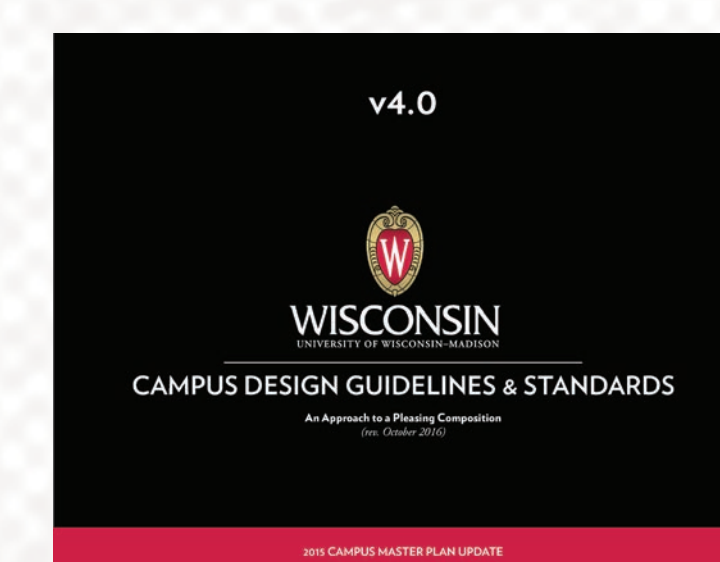 v4.0
W
WISCONSIN
UNIVERSITY OF WISCONSIN–MADISON
CAMPUS DESIGN GUIDELINES & STANDARDS
An Approach to a Pleasing Composition
(rev. October 2016)
2015 CAMPUS MASTER PLAN UPDATE